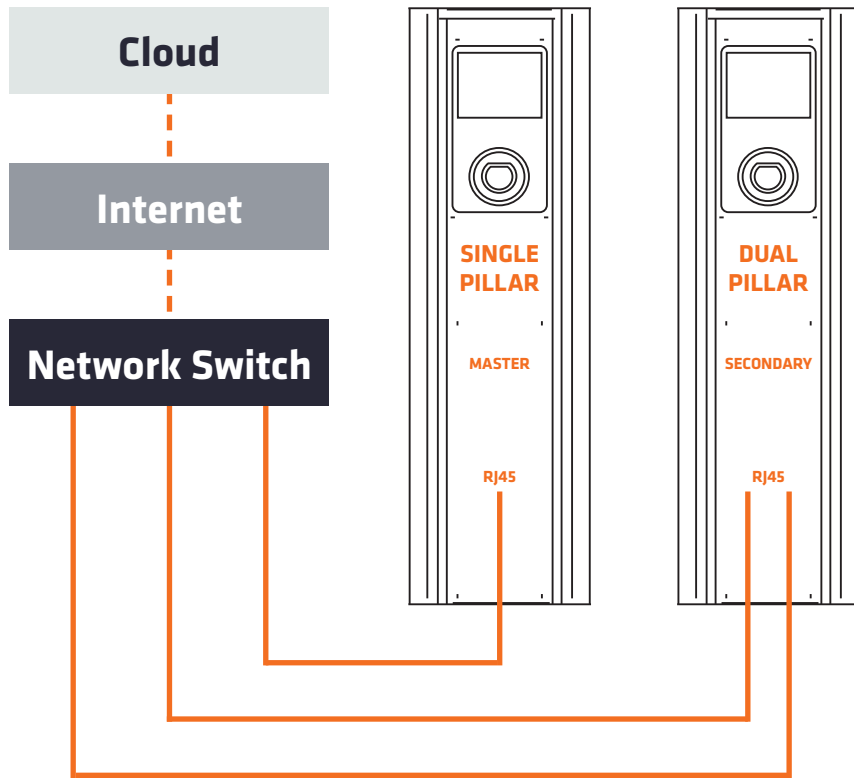 Cloud
Internet
Network Switch
SINGLE
PILLAR
MASTER
RJ45
DUAL
PILLAR
SECONDARY
RJ45